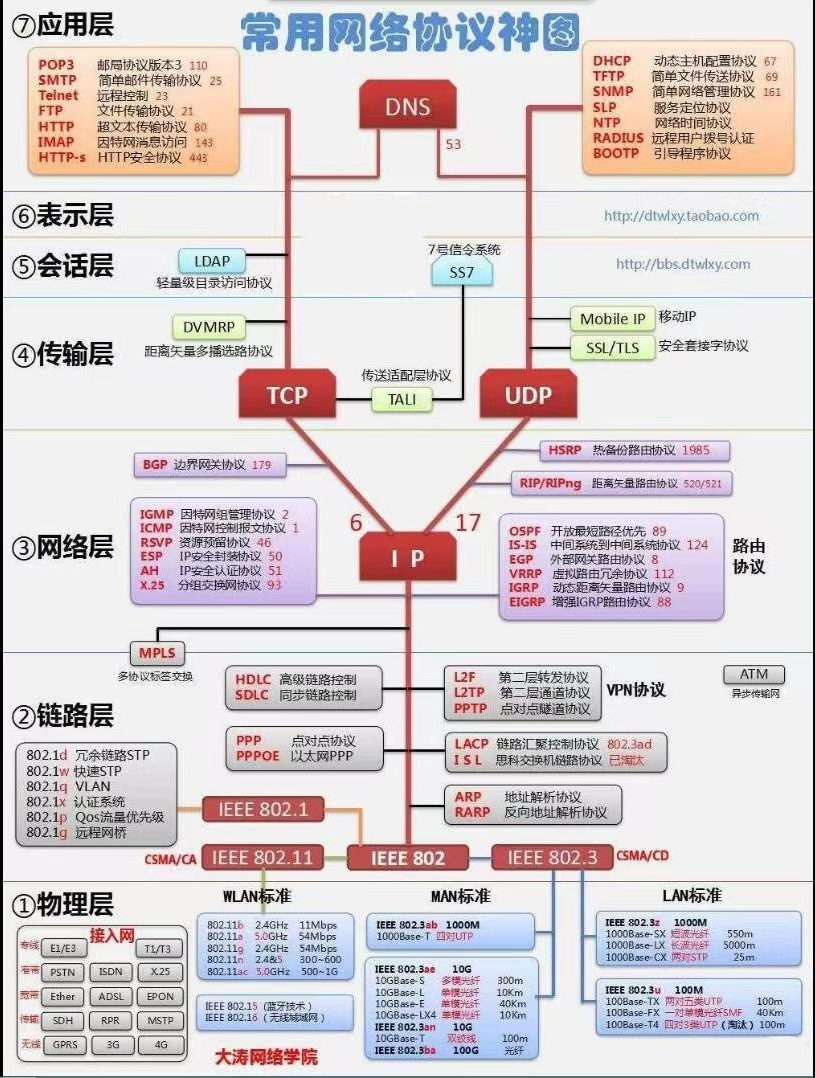 常用网络协议神图
⑦应用层
POP3 邮局协议版本3 110
SMTP 简单邮件传输协议 25
Telnet 远程控制 23
FTP 文件传输协议 21
HTTP 超文本传输协议 80
IMAP 因特网消息访问 143
HTTP-s HTTP安全协议 443
DNS
53
DHCP 动态主机配置协议 67
TFTP 简单文件传送协议 69
SNMP 简单网络管理协议 161
SLP 服务定位协议
NTP 网络时间协议
RADIUS 远程用户拨号认证
BOOTP 引导程序协议
⑥表示层
http://dtwlxy.taobao.com
⑤会话层
LDAP
轻量级目录访问协议
7号信令系统
SS7
http://bbs.dtwlxy.com
④传输层
DVMRP
距离矢量多播选路协议
Mobile IP 移动IP
SSL/TLS 安全套接字协议
TCP
传送适配层协议
TALI
UDP
③网络层
BGP 边界网关协议 179
HSRP 热备份路由协议 1985
RIP/RIPng 距离矢量路由协议 520/521
IGMP 因特网组管理协议 2
ICMP 因特网控制报文协议 1
RSVP 资源预留协议 46
ESP IP安全封装协议 50
AH IP安全认证协议 51
X.25 分组交换网协议 93
6
17
IP
OSPF 开放最短路径优先 89
IS-IS 中间系统到中间系统协议 124
EGP 外部网关路由协议 8
VRRP 虚拟路由冗余协议 112
IGRP 动态距离矢量路由协议 9
EIGRP 增强IGRP路由协议 88
路由
协议
MPLS
多协议标签交换
②链路层
HDLC 高级链路控制
SDLC 同步链路控制
L2F 第二层转发协议
L2TP 第二层通道协议
PPTP 点对点隧道协议
VPN协议
ATM
异步传输网
PPP 点对点协议
PPPOE 以太网PPP
LACP 链路汇聚控制协议 802.3ad
ISL 思科交换机链路协议 已淘汰
802.1d 冗余链路STP
802.1w 快速STP
802.1q VLAN
802.1x 认证系统
802.1p Qos流量优先级
802.1g 远程网桥
ARP 地址解析协议
RARP 反向地址解析协议
IEEE 802.1
CSMA/CA
IEEE 802.11
IEEE 802
IEEE 802.3
CSMA/CD
①物理层
接入网
专线 E1/E3 T1/T3
窄带 PSTN ISDN X.25
宽带 Ether ADSL EPON
传输 SDH RPR MSTP
无线 GPRS 3G 4G
WLAN标准
802.11b 2.4GHz 11Mbps
802.11a 5.0GHz 54Mbps
802.11g 2.4GHz 54Mbps
802.11n 2.4&5 300~600
802.11ac 5.0GHz 500~1G
IEEE 802.15 (蓝牙技术)
IEEE 802.16 (无线城域网)
大涛网络学院
MAN标准
IEEE 802.3ab 1000M
1000Base-T 四对UTP
IEEE 802.3ae 10G
10GBase-S 多模光纤 300m
10GBase-L 单模光纤 10Km
10GBase-E 单模光纤 40Km
10GBase-LX4 单模光纤 10Km
IEEE 802.3an 10G
10GBase-T 双绞线 100m
IEEE 802.3ba 100G 光纤
LAN标准
IEEE 802.3z 1000M
1000Base-SX 短波光纤 550m
1000Base-LX 长波光纤 5000m
1000Base-CX 两对STP 25m
IEEE 802.3u 100M
100Base-TX 两对五类UTP 100m
100Base-FX 一对单模光纤SMF 40Km
100Base-T4 四对3类UTP（淘汰）100m